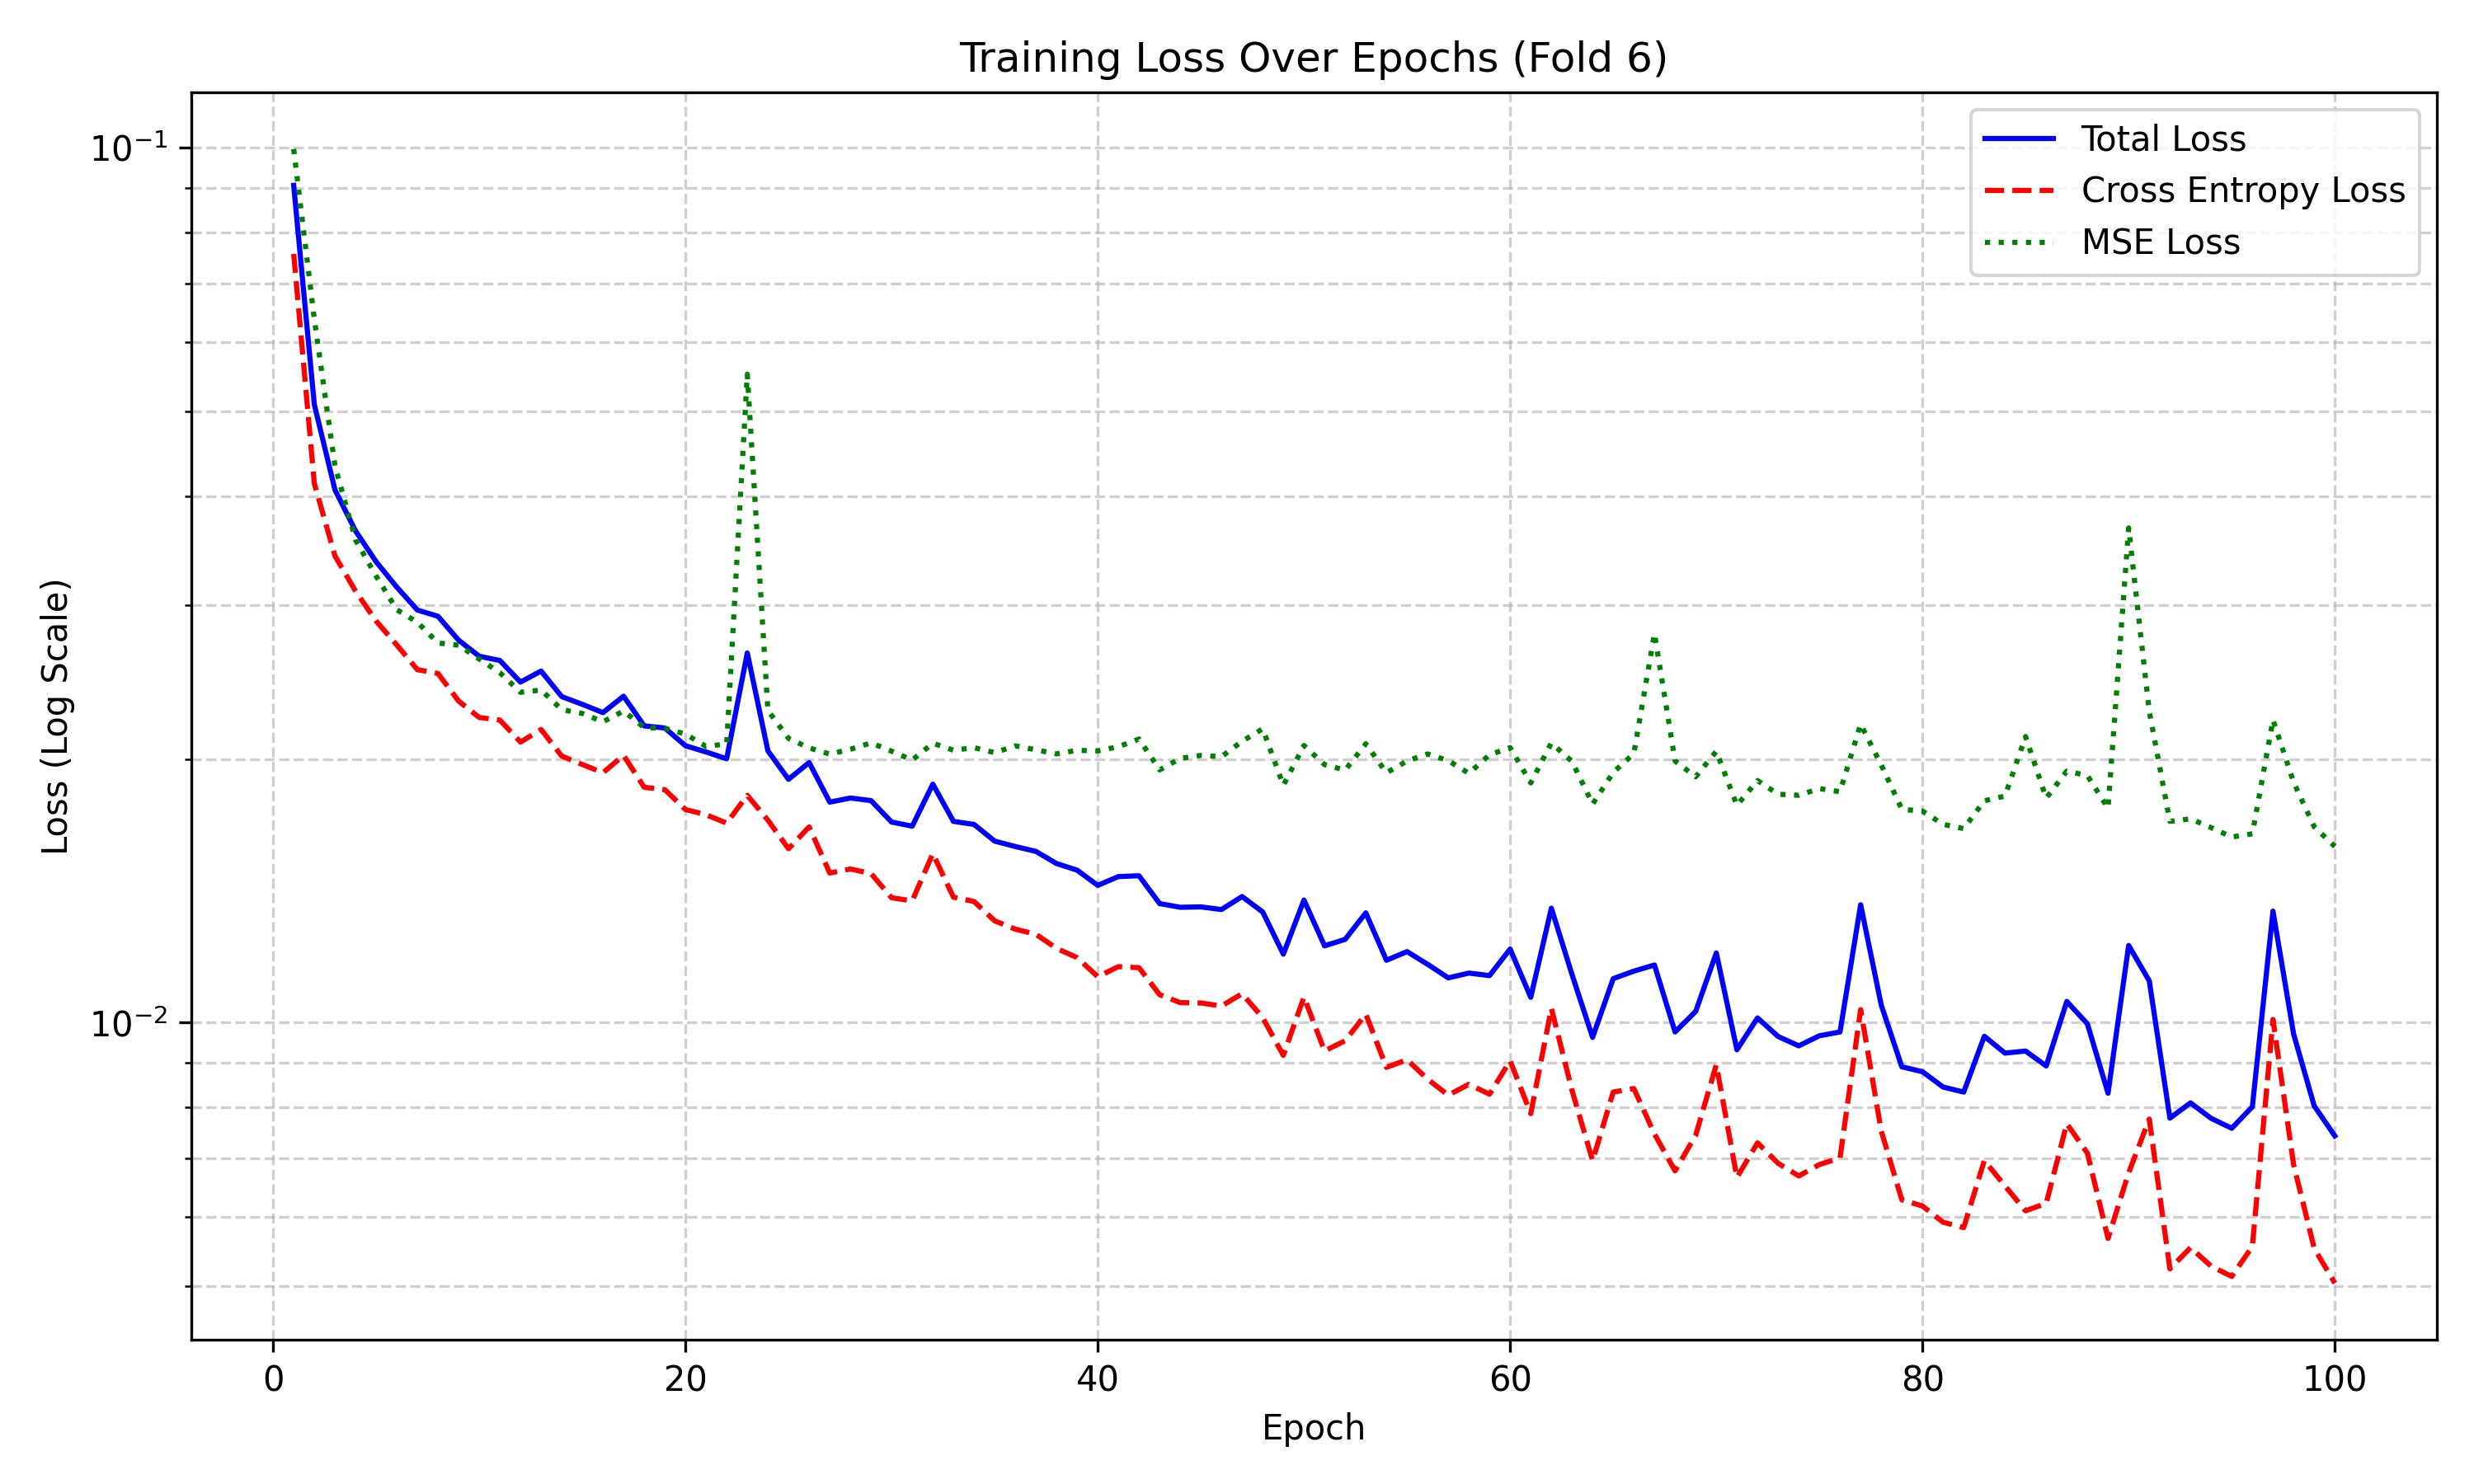 Training Loss Over Epochs (Fold 6)
Total Loss
Cross Entropy Loss
MSE Loss
Loss (Log Scale)
10⁻¹
10⁻²
0 20 40 60 80 100
Epoch